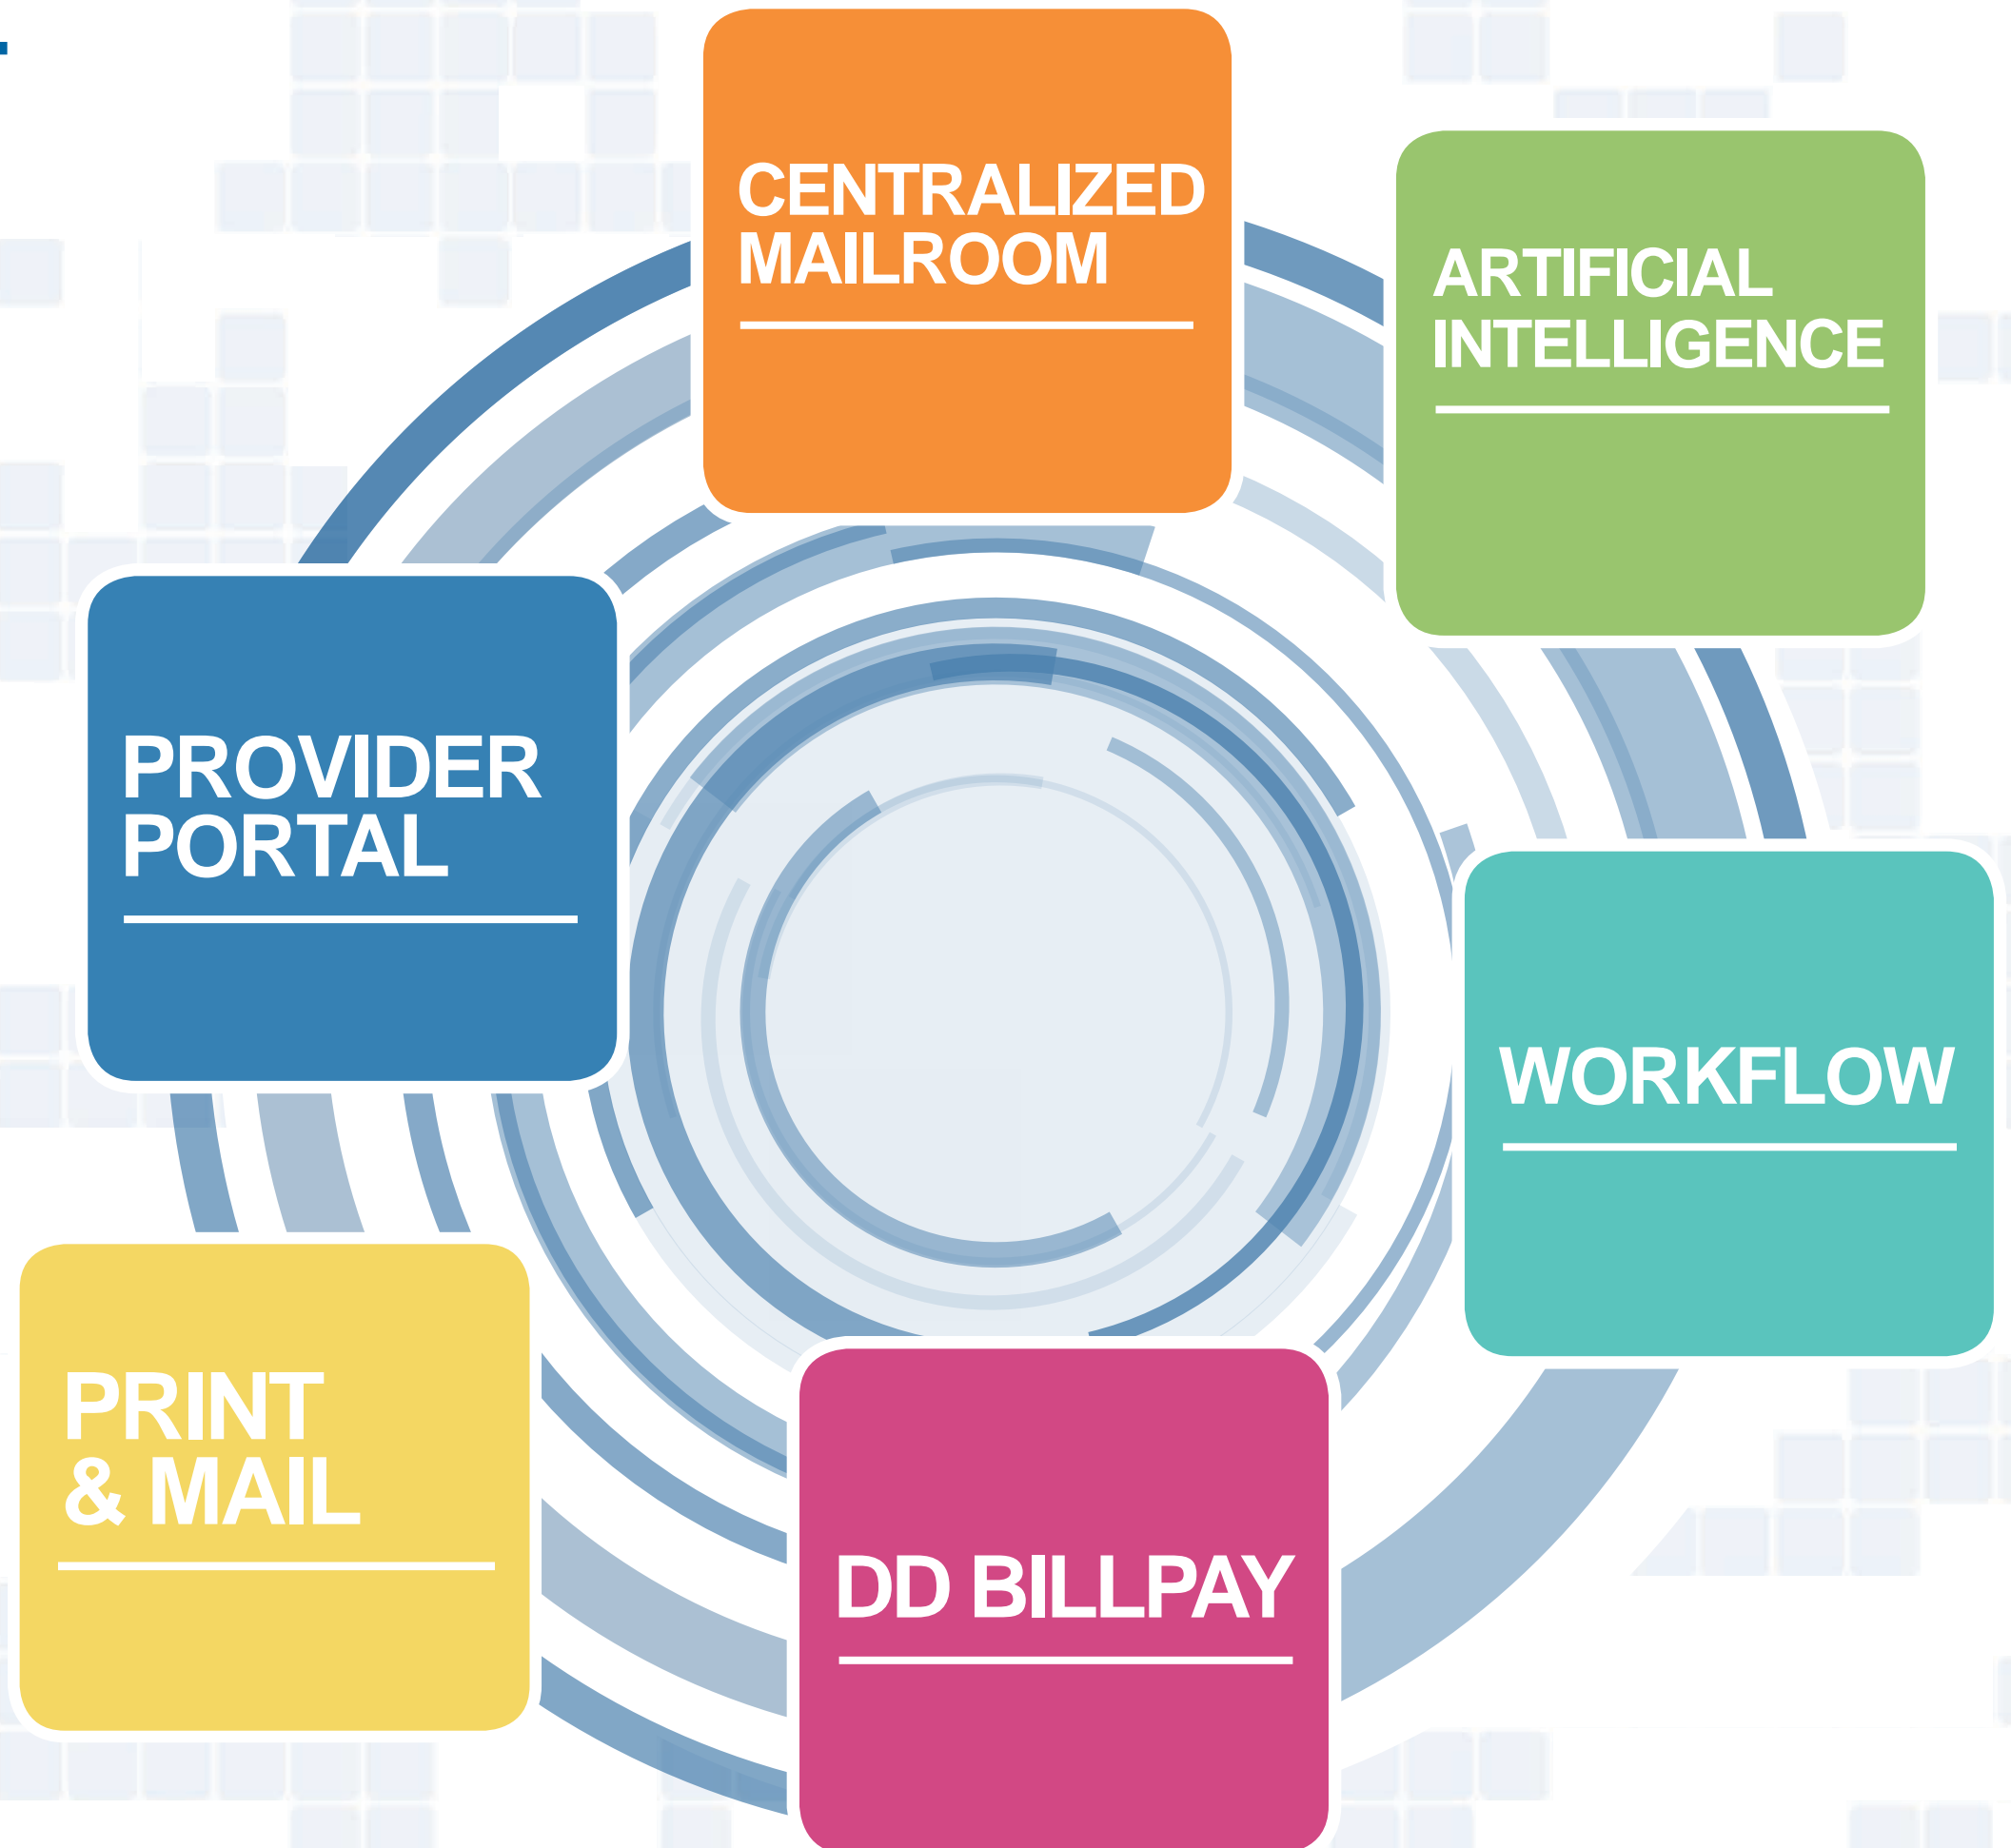 CENTRALIZED
MAILROOM
ARTIFICIAL
INTELLIGENCE
PROVIDER
PORTAL
WORKFLOW
PRINT
& MAIL
DD BILLPAY